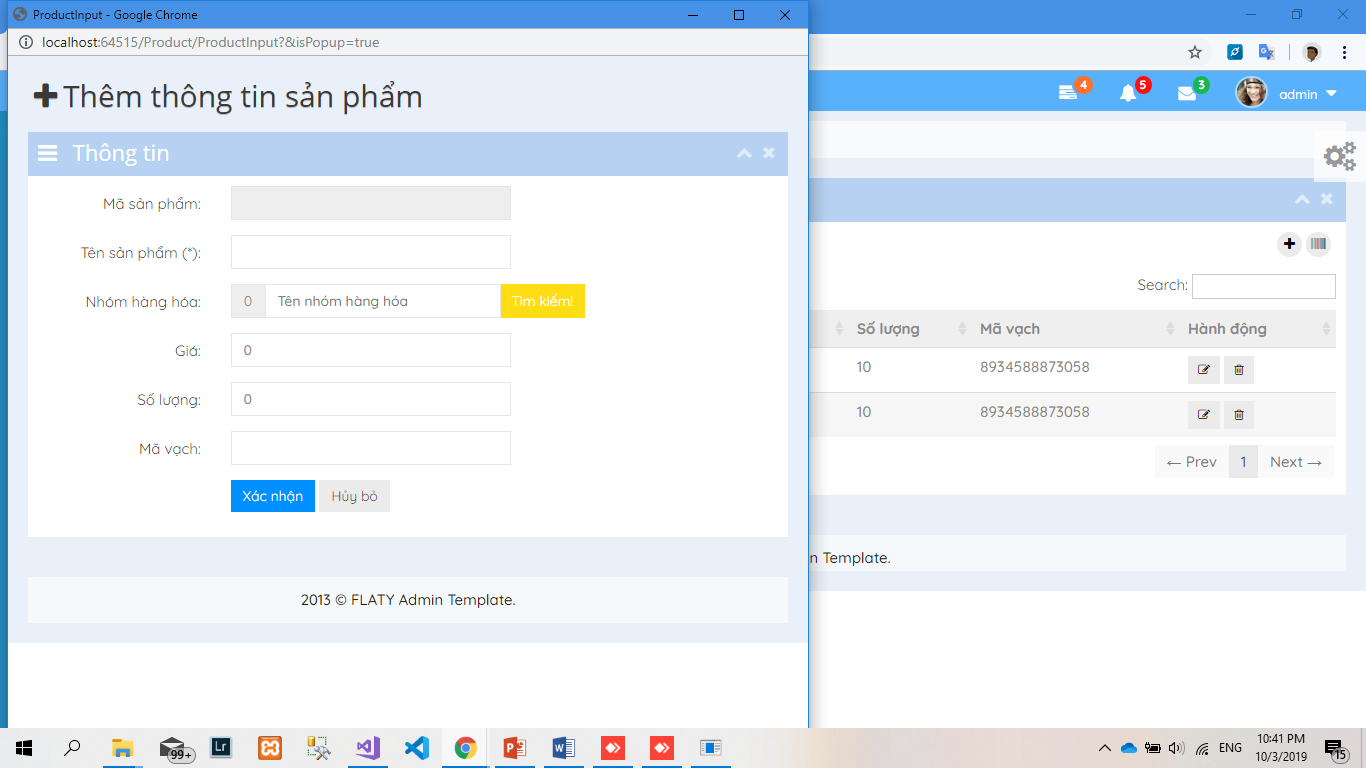 ProductInput - Google Chrome
localhost:64515/Product/ProductInput?&isPopup=true
Thêm thông tin sản phẩm
Thông tin
Mã sản phẩm:
Tên sản phẩm (*):
Nhóm hàng hóa: 0 Tên nhóm hàng hóa Tìm kiếm!
Giá: 0
Số lượng: 0
Mã vạch:
Xác nhận Hủy bỏ
2013 © FLATY Admin Template.
4 5 3 admin
Search:
Số lượng Mã vạch Hành động
10 8934588873058
10 8934588873058
← Prev 1 Next →
n Template.
99+ Lr
ENG 10:41 PM
10/3/2019 15